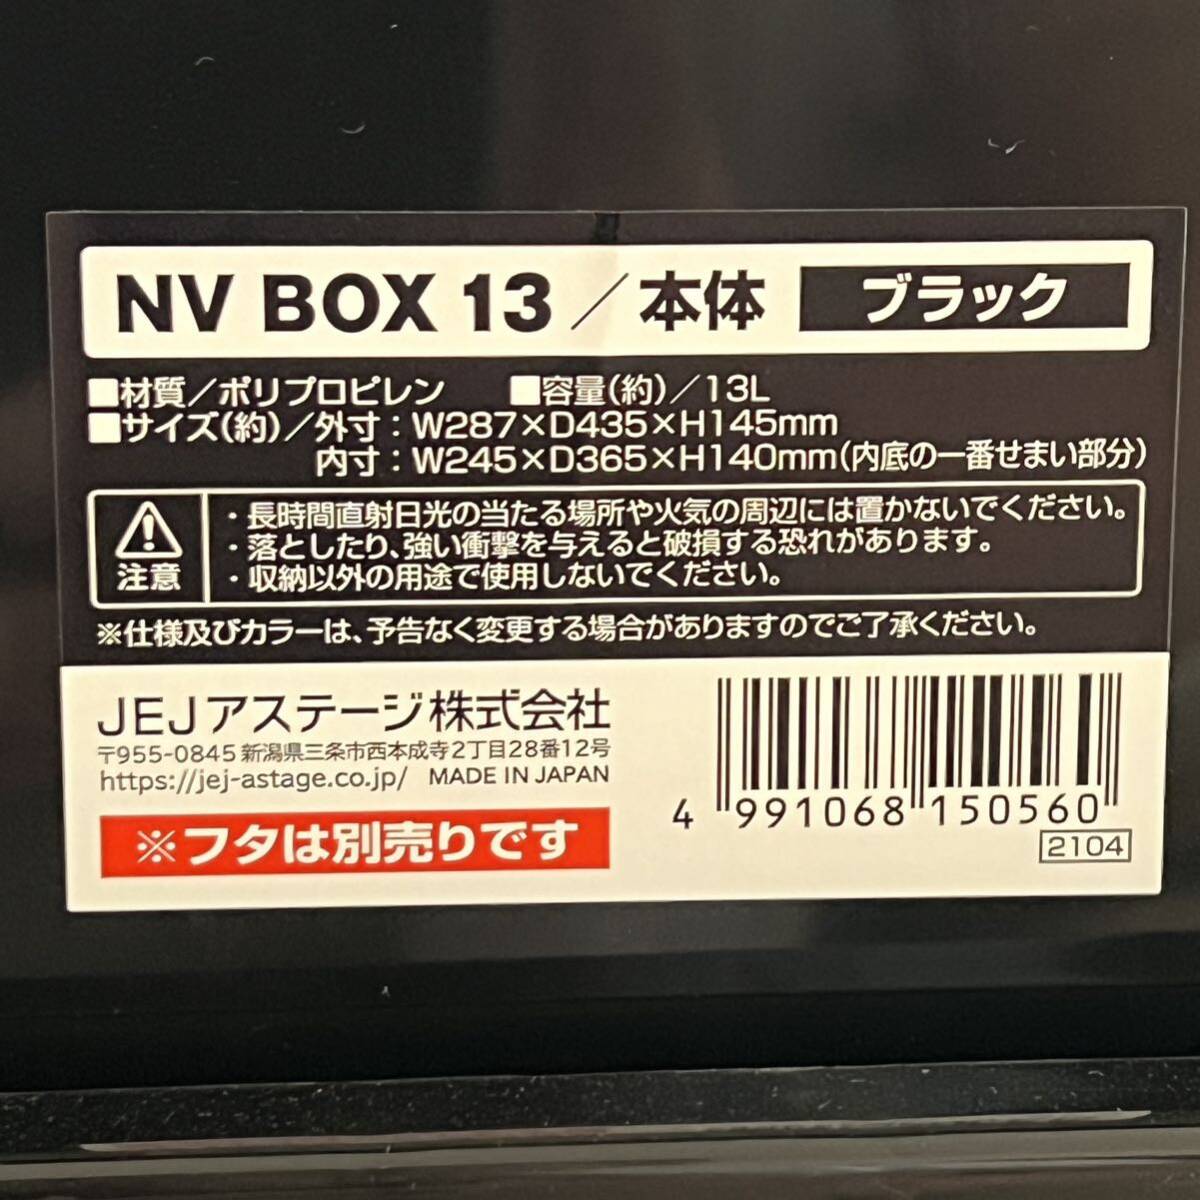 NV BOX 13／本体 ブラック
■材質／ポリプロピレン ■容量(約)／13L
■サイズ(約)／外寸：W287×D435×H145mm
内寸：W245×D365×H140mm(内底の一番せまい部分)
・長時間直射日光の当たる場所や火気の周辺には置かないでください。
・落としたり、強い衝撃を与えると破損する恐れがあります。
・収納以外の用途で使用しないでください。
注意
※仕様及びカラーは、予告なく変更する場合がありますのでご了承ください。
JEJアステージ株式会社
〒955-0845 新潟県三条市西本成寺2丁目28番12号
https://jej-astage.co.jp/ MADE IN JAPAN
※フタは別売りです
4 991068 150560
2104